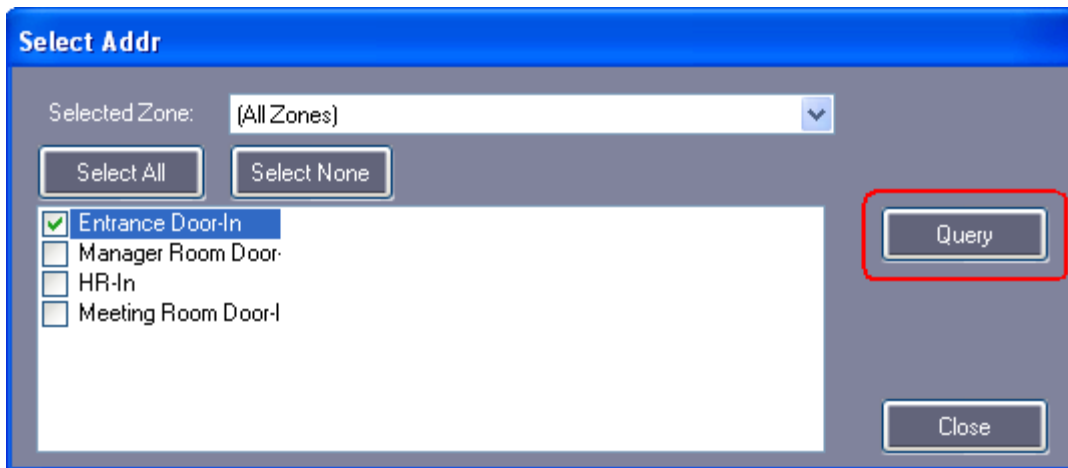 Select Addr
Selected Zone: (All Zones)
Select All Select None
Entrance Door-In
Query
Manager Room Door-
HR-In
Meeting Room Door-I
Close